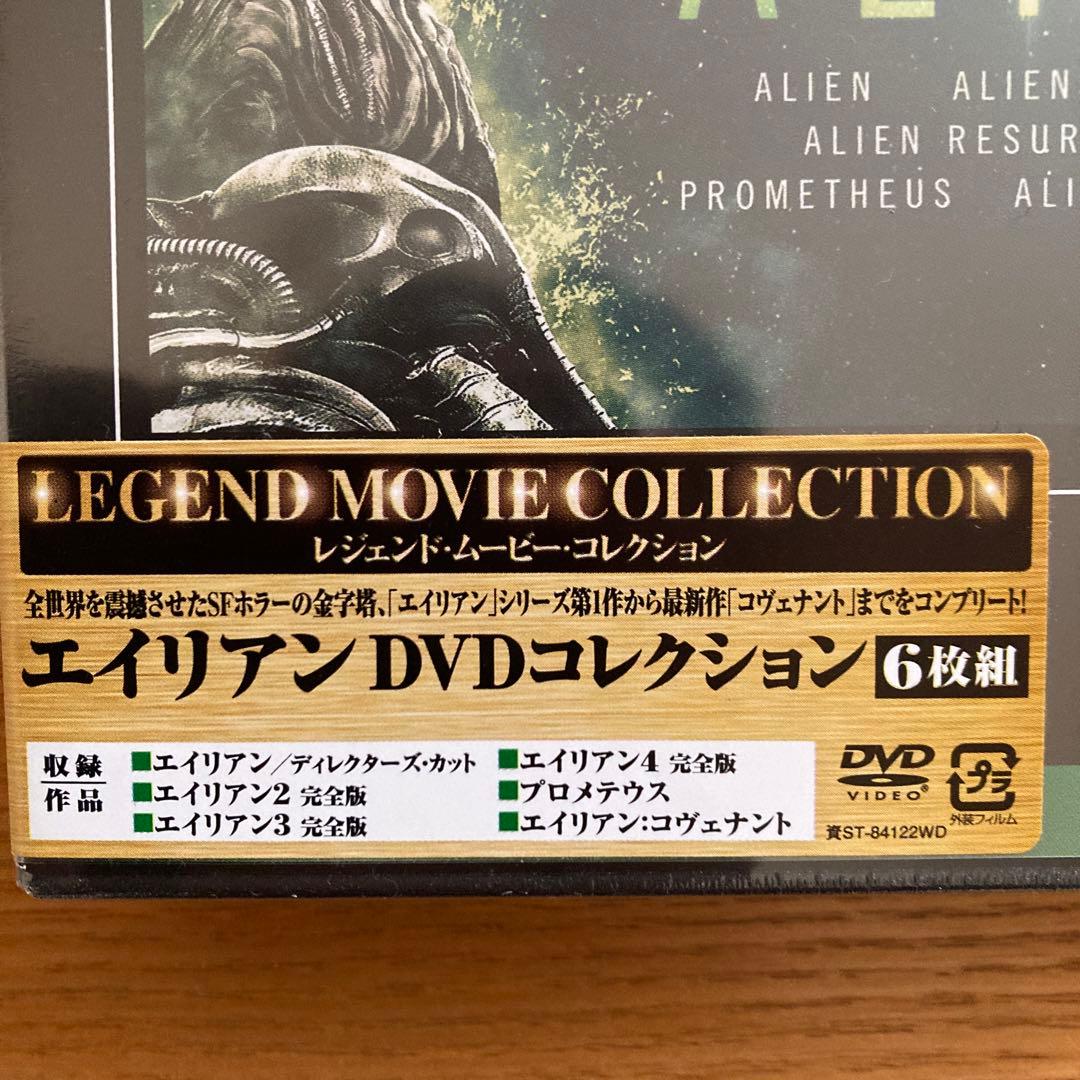 ALIEN ALIEN
ALIEN RESUR
PROMETHEUS ALI
LEGEND MOVIE COLLECTION
レジェンド・ムービー・コレクション
全世界を震撼させたSFホラーの金字塔、「エイリアン」シリーズ第1作から最新作「コヴェナント」までをコンプリート!
エイリアン DVDコレクション 6枚組
収録作品
■エイリアン/ディレクターズ・カット
■エイリアン2 完全版
■エイリアン3 完全版
■エイリアン4 完全版
■プロメテウス
■エイリアン:コヴェナント
DVD
VIDEO®
プラ
外装フィルム
資ST-84122WD